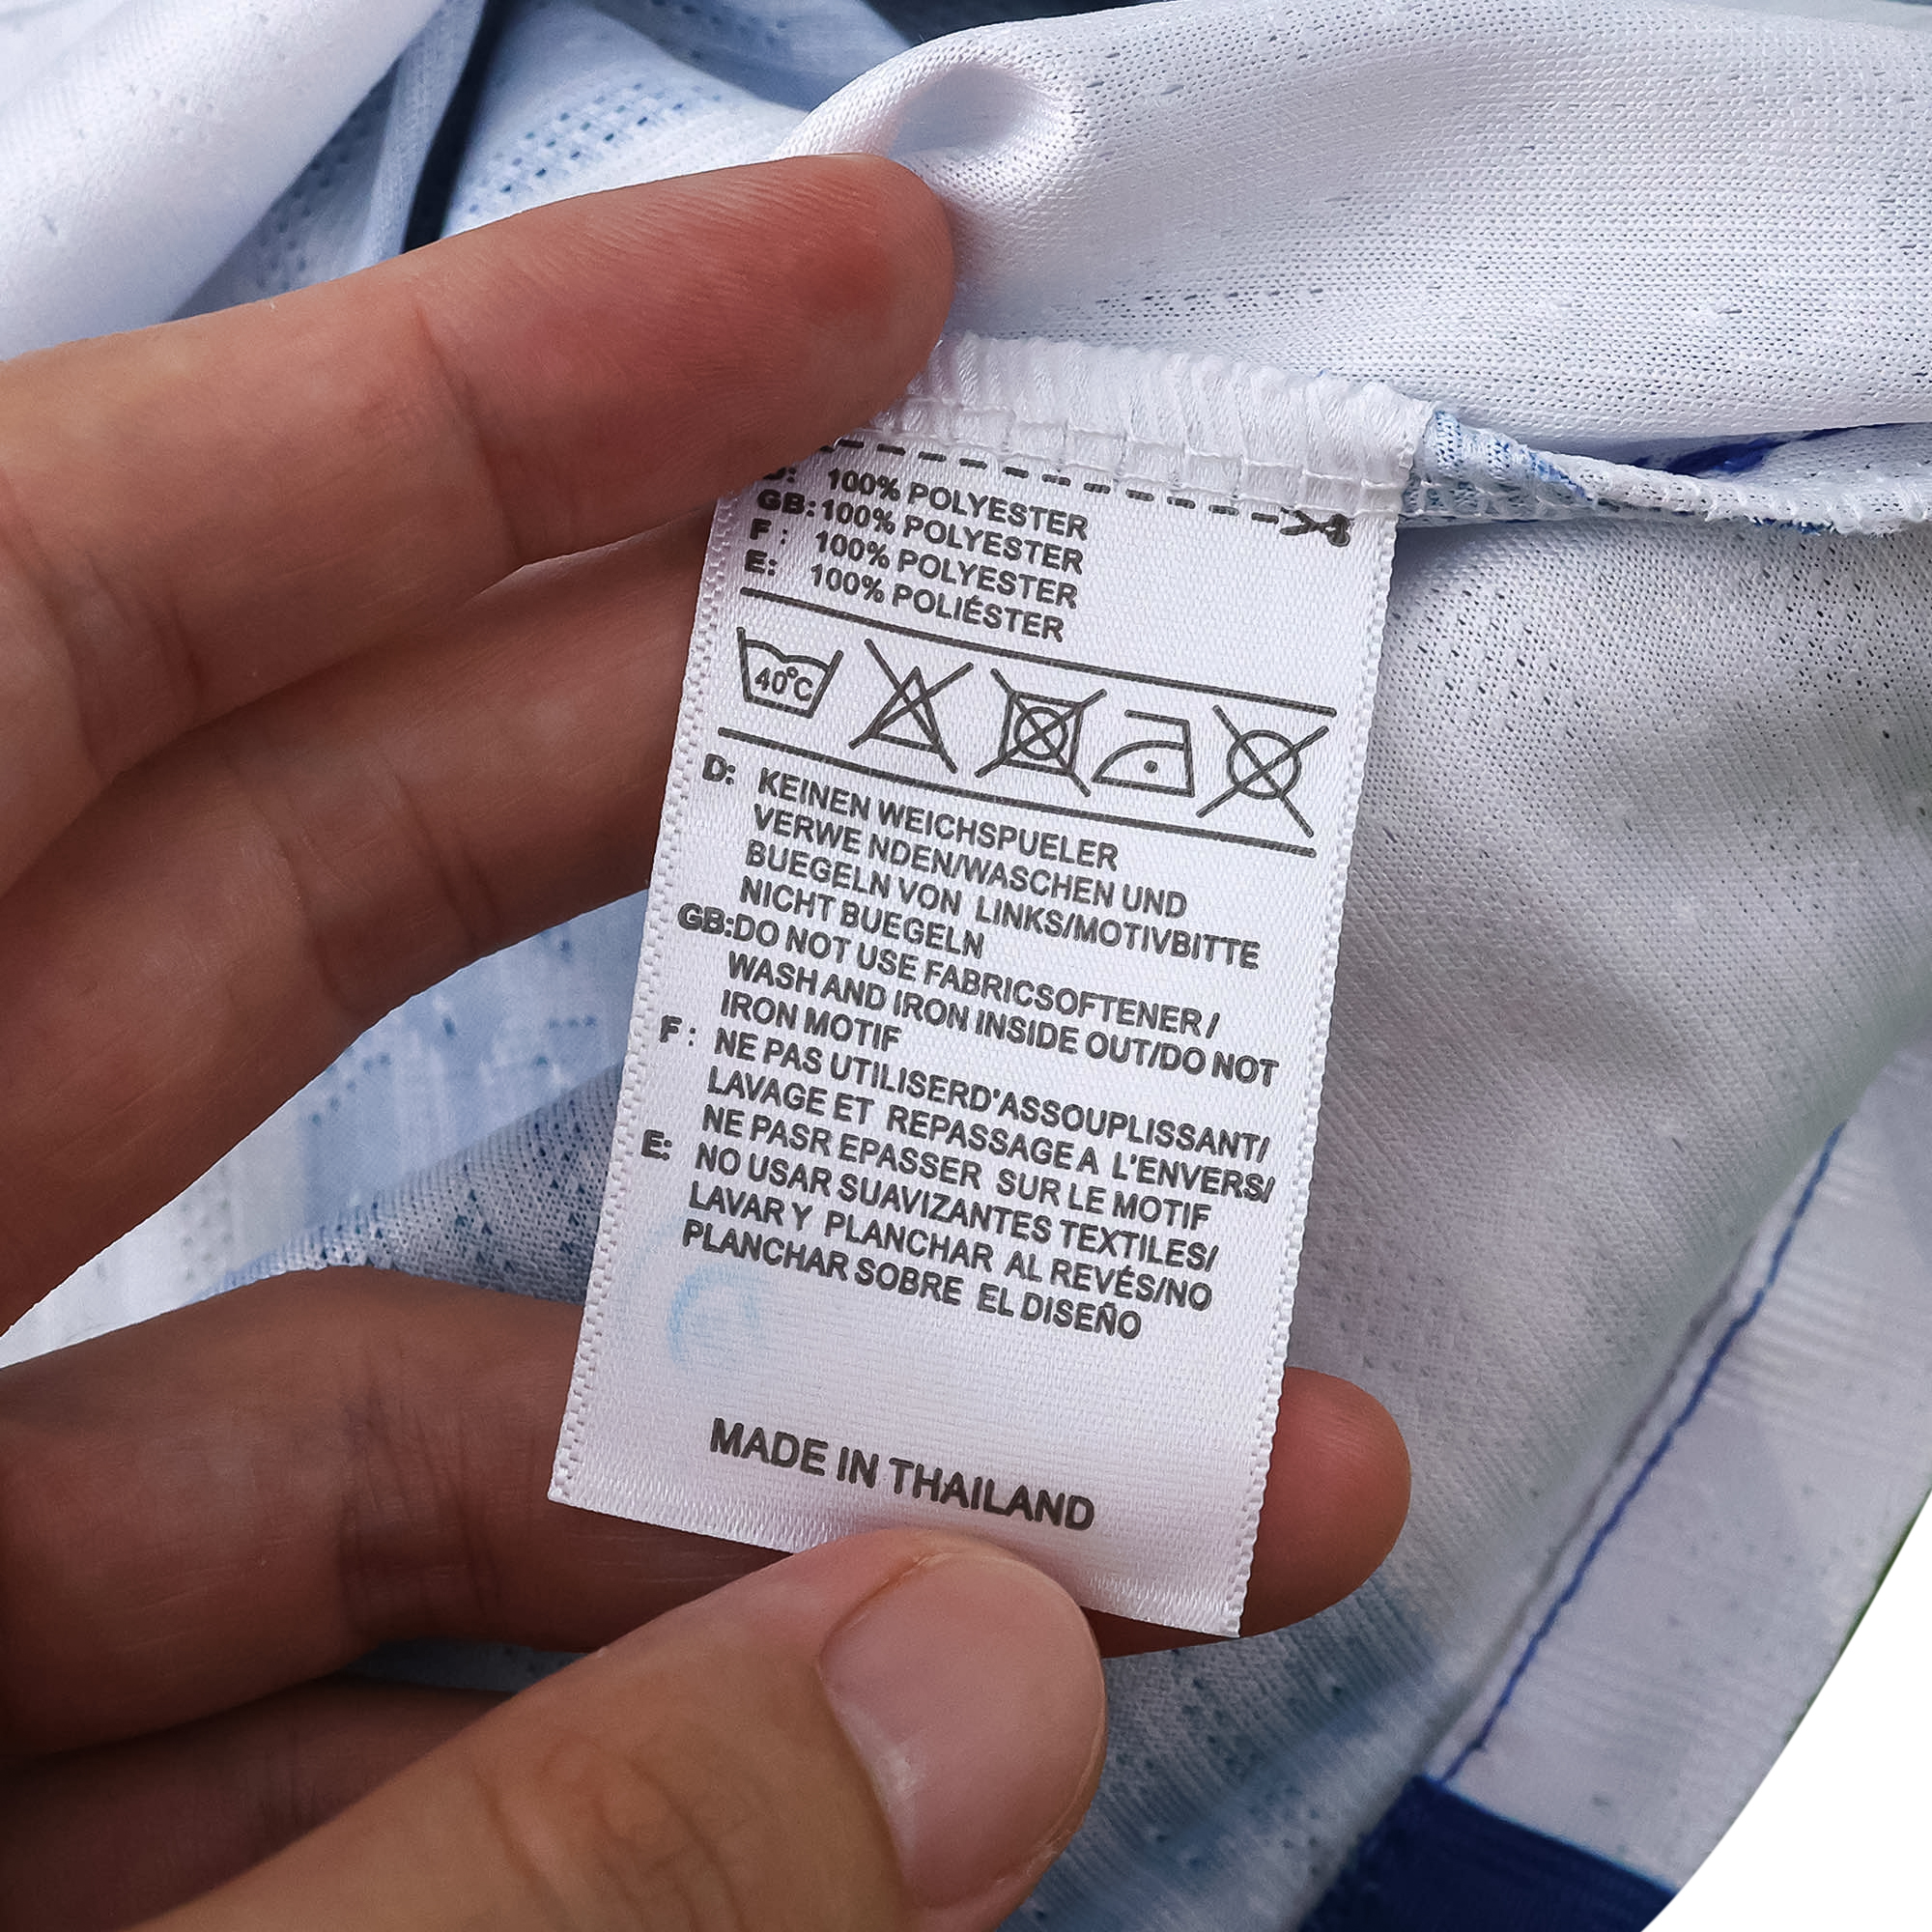 D: 100% POLYESTER
GB: 100% POLYESTER
F: 100% POLYESTER
E: 100% POLIÉSTER
40°C
D: KEINEN WEICHSPUELER
VERWE NDEN/WASCHEN UND
BUEGELN VON LINKS/MOTIVBITTE
NICHT BUEGELN
GB:DO NOT USE FABRICSOFTENER /
WASH AND IRON INSIDE OUT/DO NOT
IRON MOTIF
F: NE PAS UTILISERD'ASSOUPLISSANT/
LAVAGE ET REPASSAGE A L'ENVERS/
NE PASR EPASSER SUR LE MOTIF
E: NO USAR SUAVIZANTES TEXTILES/
LAVAR Y PLANCHAR AL REVÉS/NO
PLANCHAR SOBRE EL DISEÑO
MADE IN THAILAND